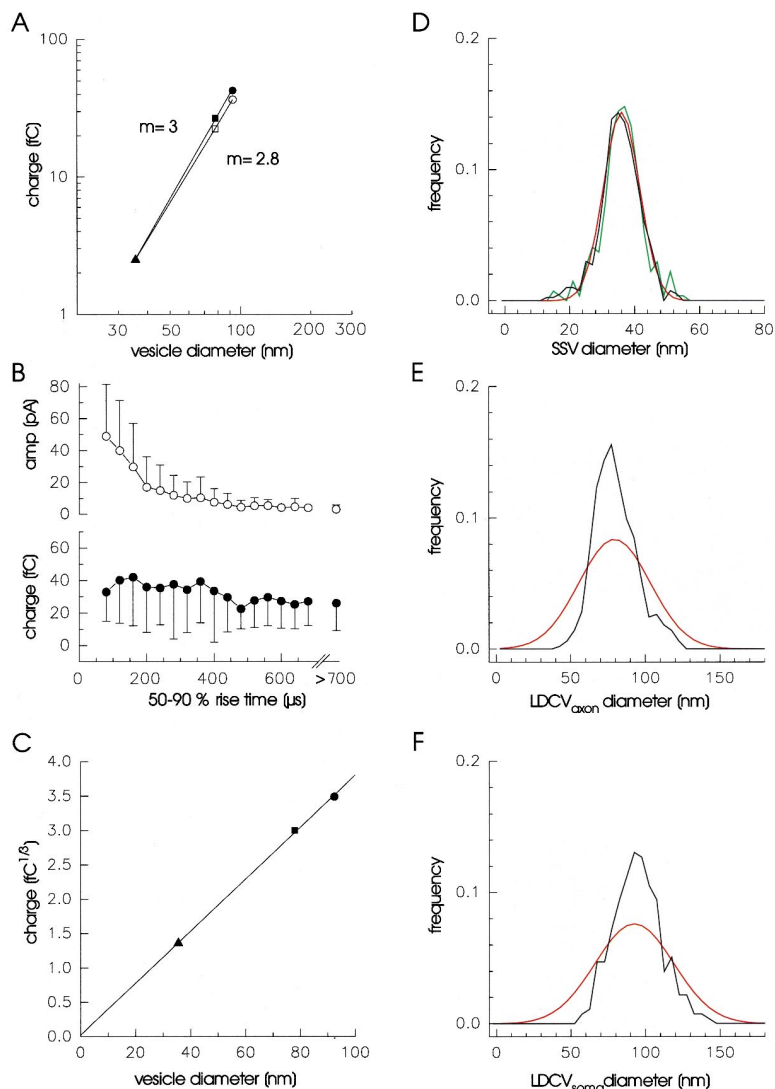 A
100
10
1
charge (fC)
m= 3
m= 2.8
30 50 100 200 300
vesicle diameter (nm)
B
80
60
40
20
0
amp (pA)
60
40
20
0
charge (fC)
0 200 400 600 >700
50-90 % rise time (µs)
C
4.0
3.5
3.0
2.5
2.0
1.5
1.0
0.5
0.0
charge (fC1/3)
0 20 40 60 80 100
vesicle diameter (nm)
D
0.2
0.1
0.0
frequency
0 20 40 60 80
SSV diameter (nm)
E
0.2
0.1
0.0
frequency
0 50 100 150
LDCVaxon diameter (nm)
F
0.2
0.1
0.0
frequency
0 50 100 150
LDCVsoma diameter (nm)